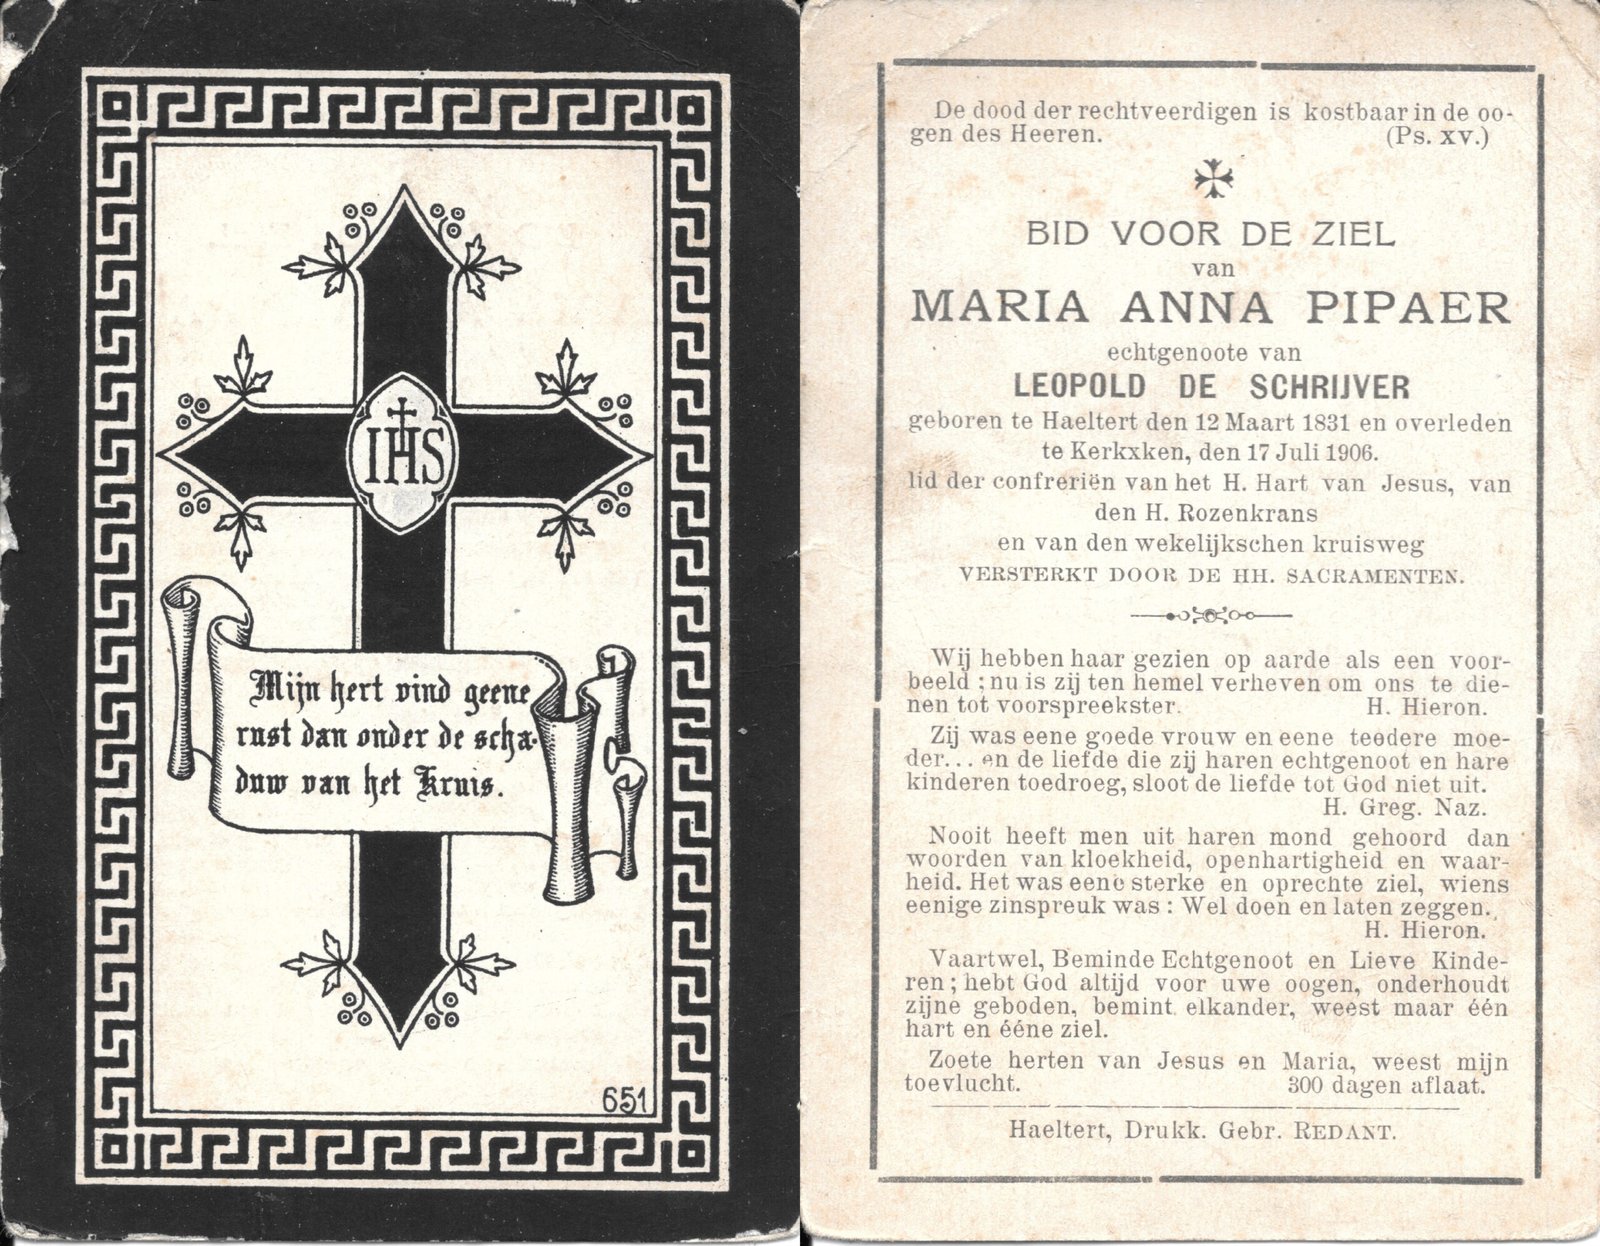 IHS
Mijn hert vind geene
rust dan onder de scha-
duw van het Kruis.
651
De dood der rechtveerdigen is kostbaar in de oo-
gen des Heeren. (Ps. XV.)
BID VOOR DE ZIEL
van
MARIA ANNA PIPAER
echtgenoote van
LEOPOLD DE SCHRIJVER
geboren te Haeltert den 12 Maart 1831 en overleden
te Kerkxken, den 17 Juli 1906.
lid der confreriën van het H. Hart van Jesus, van
den H. Rozenkrans
en van den wekelijkschen kruisweg
VERSTERKT DOOR DE HH. SACRAMENTEN.
Wij hebben haar gezien op aarde als een voor-
beeld ; nu is zij ten hemel verheven om ons te die-
nen tot voorspreekster. H. Hieron.
Zij was eene goede vrouw en eene teedere moe-
der... en de liefde die zij haren echtgenoot en hare
kinderen toedroeg, sloot de liefde tot God niet uit.
H. Greg. Naz.
Nooit heeft men uit haren mond gehoord dan
woorden van kloekheid, openhartigheid en waar-
heid. Het was eene sterke en oprechte ziel, wiens
eenige zinspreuk was : Wel doen en laten zeggen.
H. Hieron.
Vaartwel, Beminde Echtgenoot en Lieve Kinde-
ren ; hebt God altijd voor uwe oogen, onderhoudt
zijne geboden, bemint elkander, weest maar één
hart en ééne ziel.
Zoete herten van Jesus en Maria, weest mijn
toevlucht. 300 dagen aflaat.
Haeltert, Drukk. Gebr. REDANT.